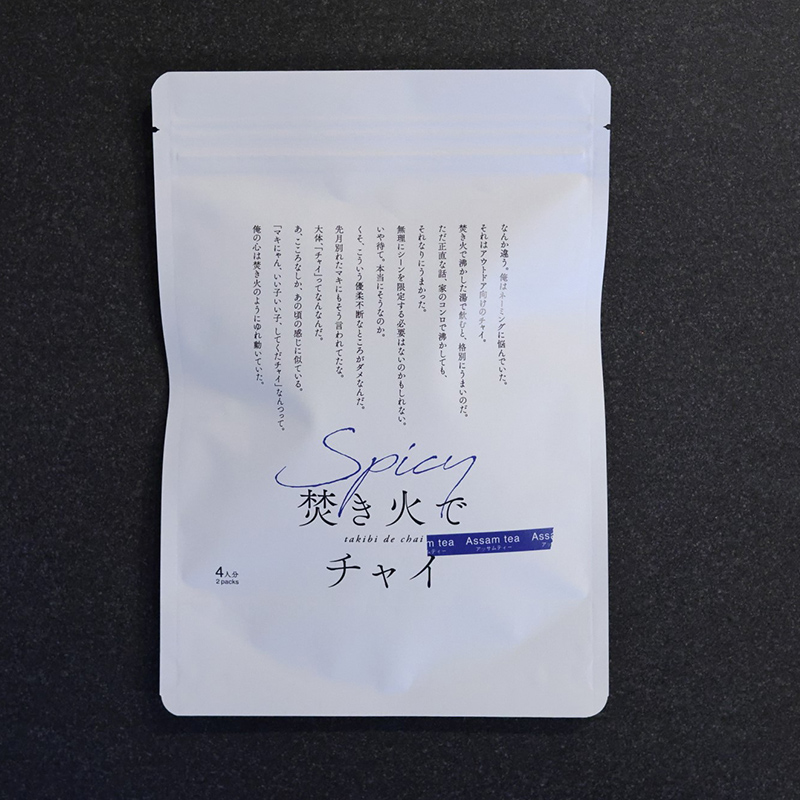 なんか違う。俺はネーミングに悩んでいた。
それはアウトドア向けのチャイ。
焚き火で沸かした湯で飲むと、格別にうまいのだ。
ただ正直な話、家のコンロで沸かしても、
それなりにうまかった。
無理にシーンを限定する必要はないのかもしれない。
いや待て。本当にそうなのか。
くそ、こういう優柔不断なところがダメなんだ。
先月別れたマキにもそう言われてたな。
大体、「チャイ」ってなんなんだ。
あ、こころなしか、あの頃の感じに似ている。
「マキにゃん、いい子いい子、してくだチャイ」なんつって。
俺の心は焚き火のようにゆれ動いていた。
Spicy
焚き火で
takibi de chai
m tea Assam tea Assa
ムティー アッサムティー アッ
チャイ
4人分
2 packs